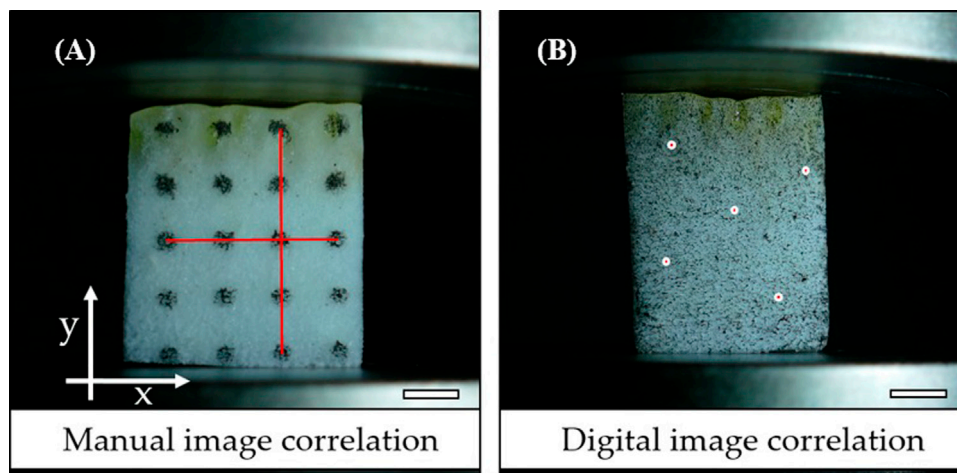 (A)
y
x
Manual image correlation
(B)
Digital image correlation